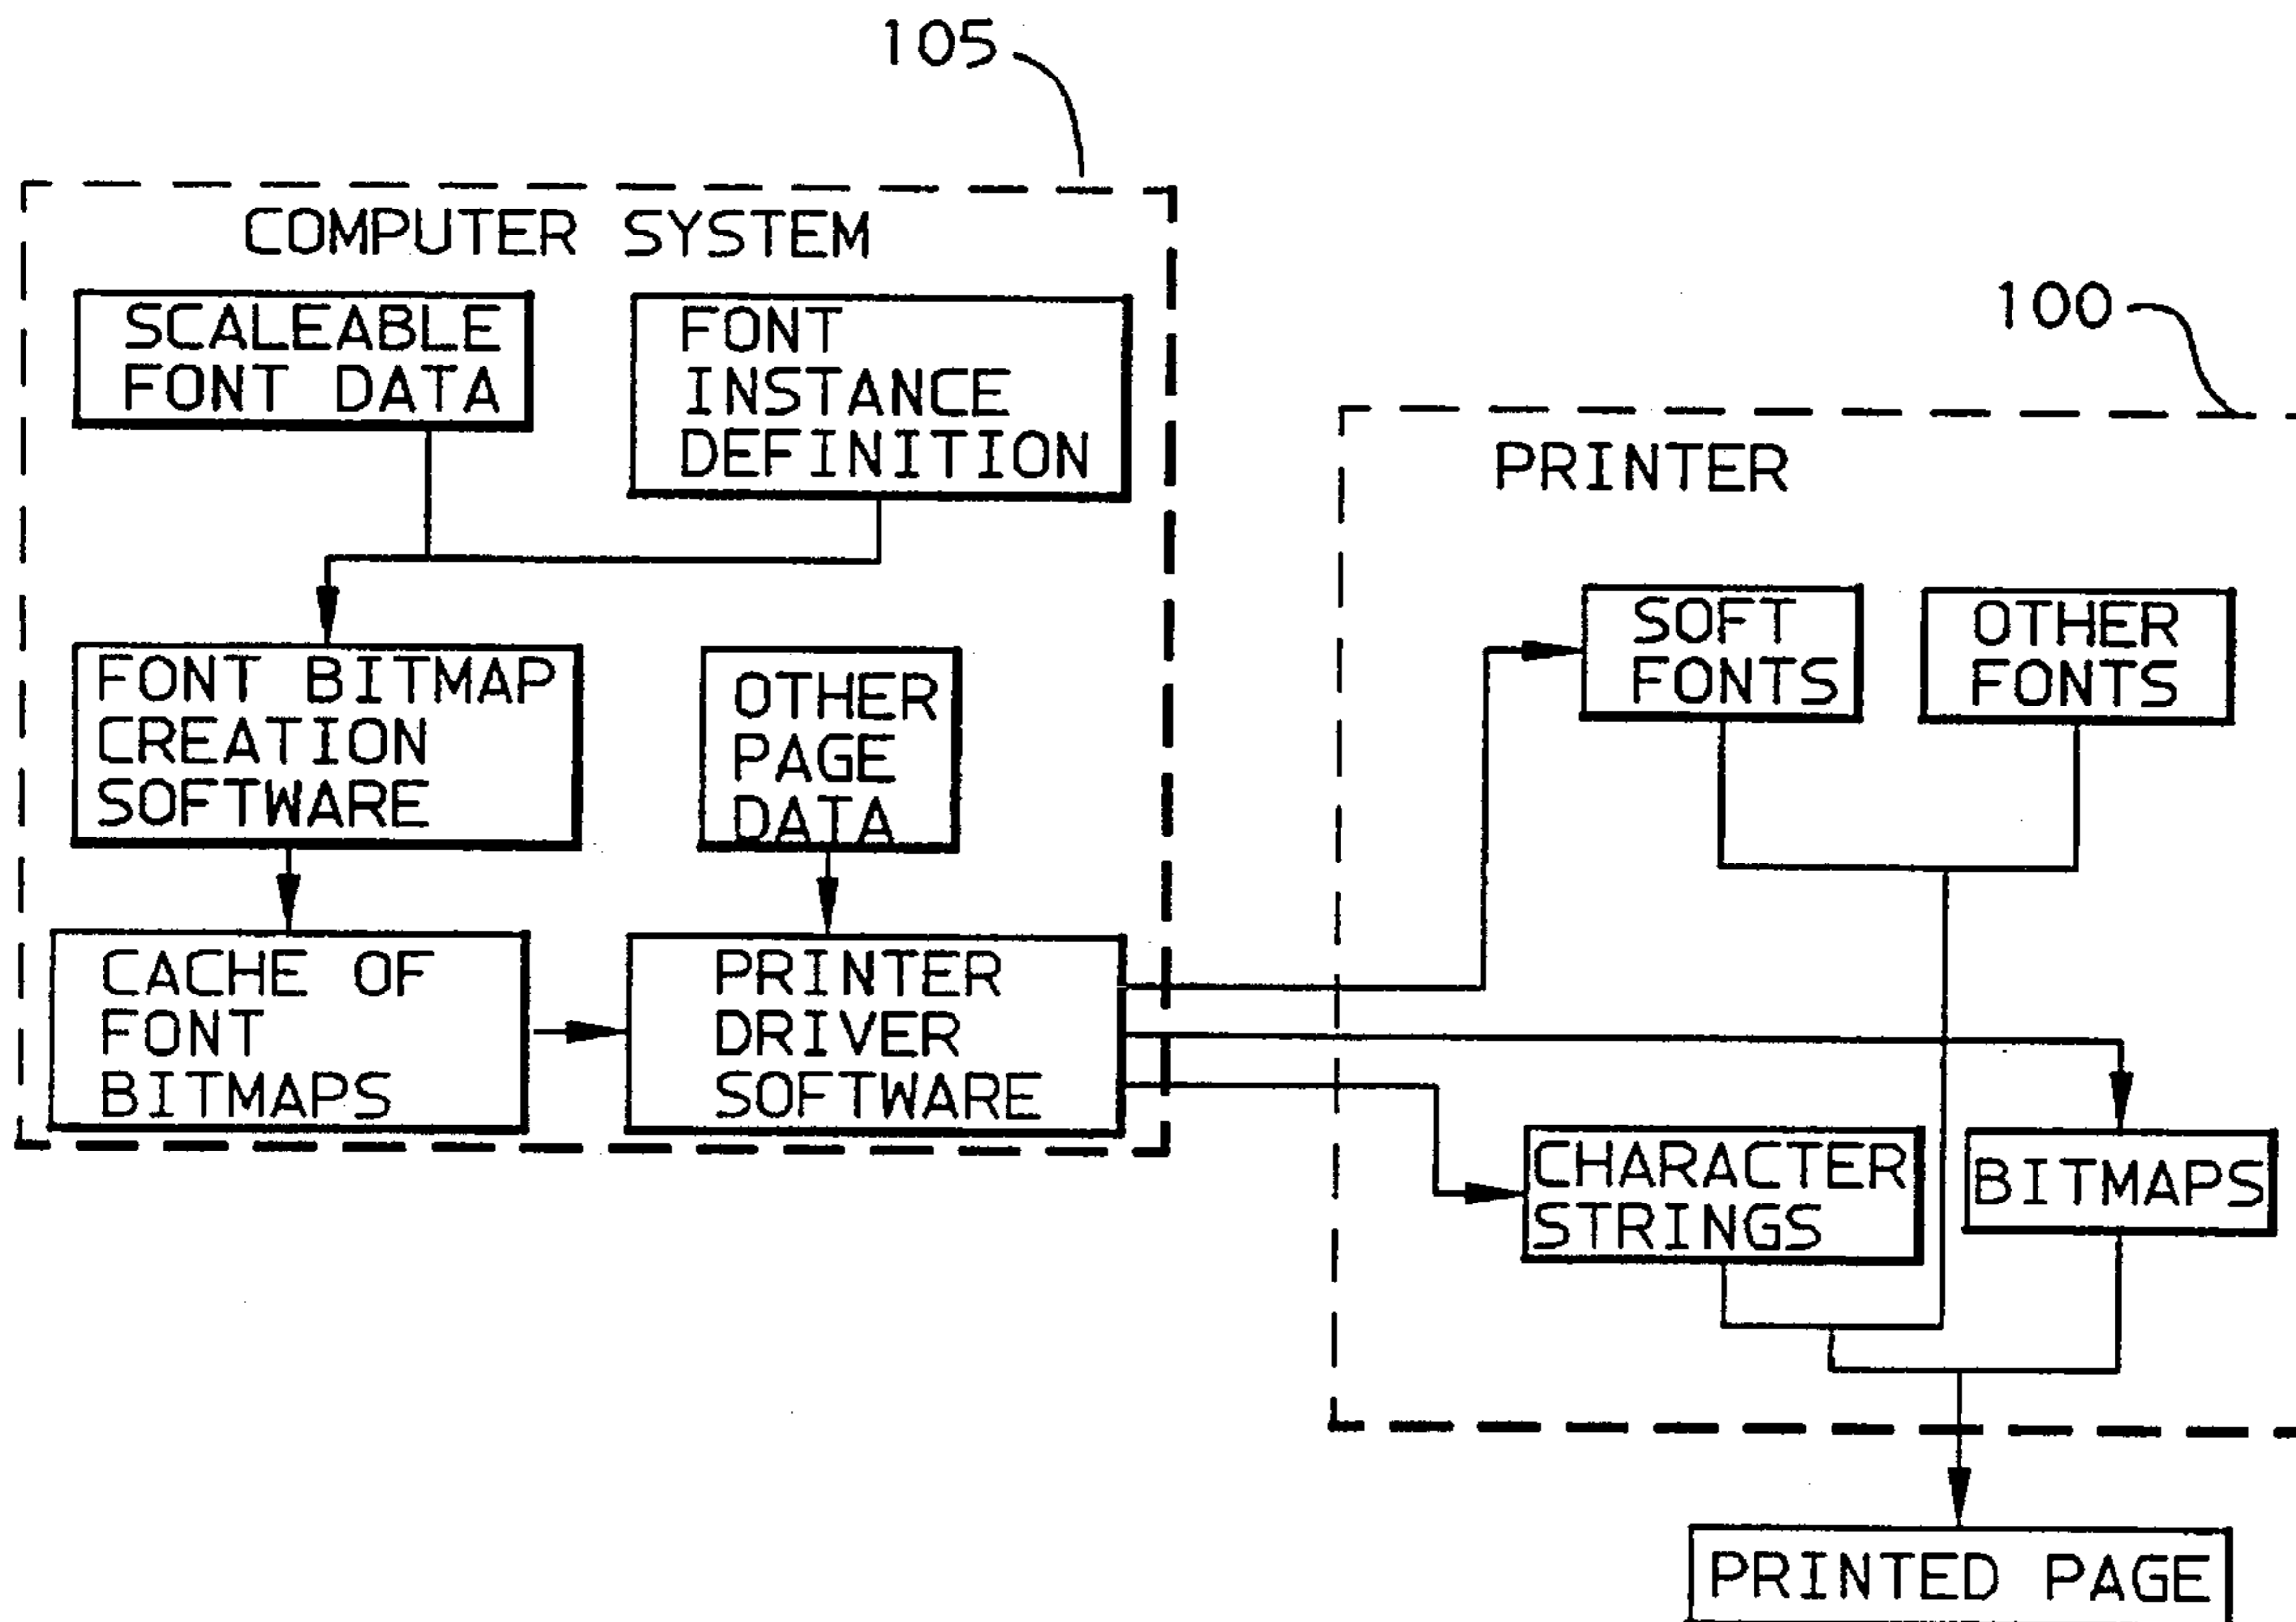 105
COMPUTER SYSTEM
SCALEABLE
FONT DATA
FONT
INSTANCE
DEFINITION
100
PRINTER
FONT BITMAP
CREATION
SOFTWARE
OTHER
PAGE
DATA
SOFT
FONTS
OTHER
FONTS
CACHE OF
FONT
BITMAPS
PRINTER
DRIVER
SOFTWARE
CHARACTER
STRINGS
BITMAPS
PRINTED PAGE